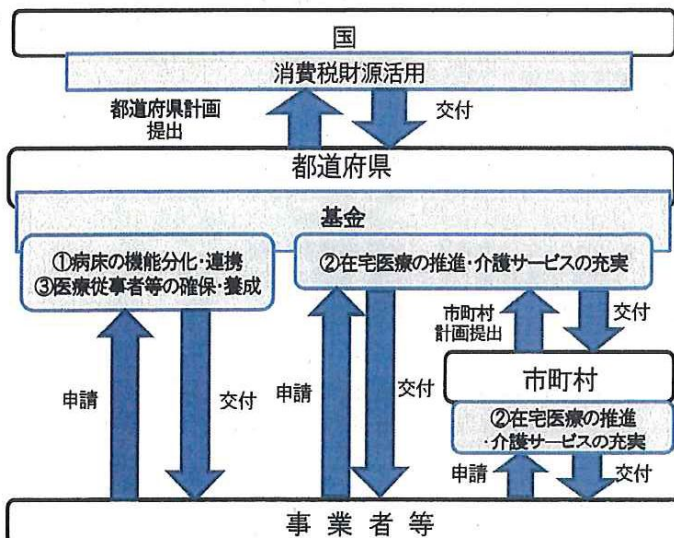 国
消費税財源活用
都道府県計画
提出
交付
都道府県
基金
①病床の機能分化・連携
③医療従事者等の確保・養成
②在宅医療の推進・介護サービスの充実
市町村
計画提出
交付
申請
交付
申請
交付
市町村
②在宅医療の推進
・介護サービスの充実
申請
交付
事業者等